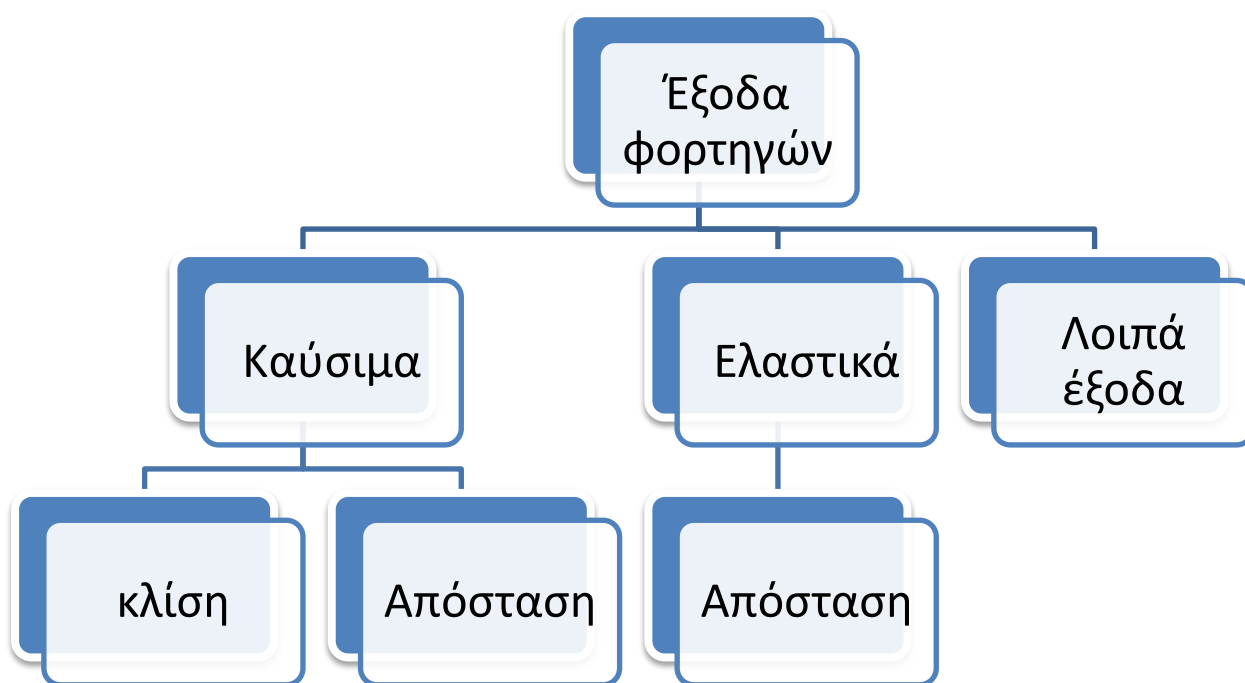 Έξοδα
φορτηγών
Καύσιμα
Ελαστικά
Λοιπά
έξοδα
κλίση
Απόσταση
Απόσταση